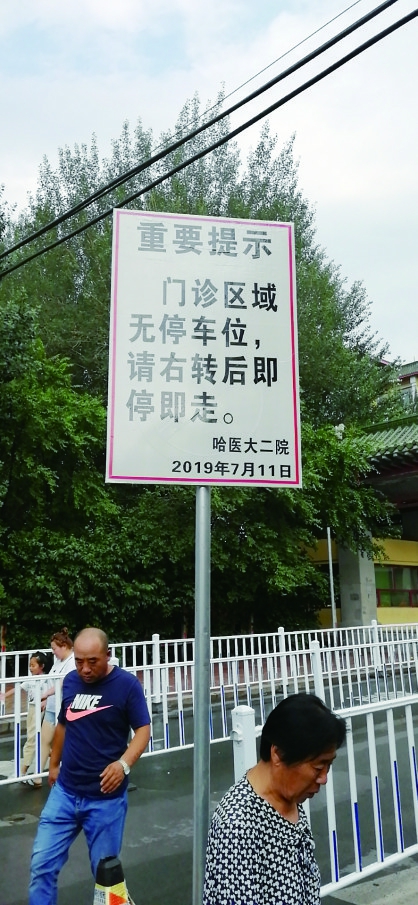 重要提示
门诊区域
无停车位，
请右转后即
停即走。
哈医大二院
2019年7月11日
NIKE